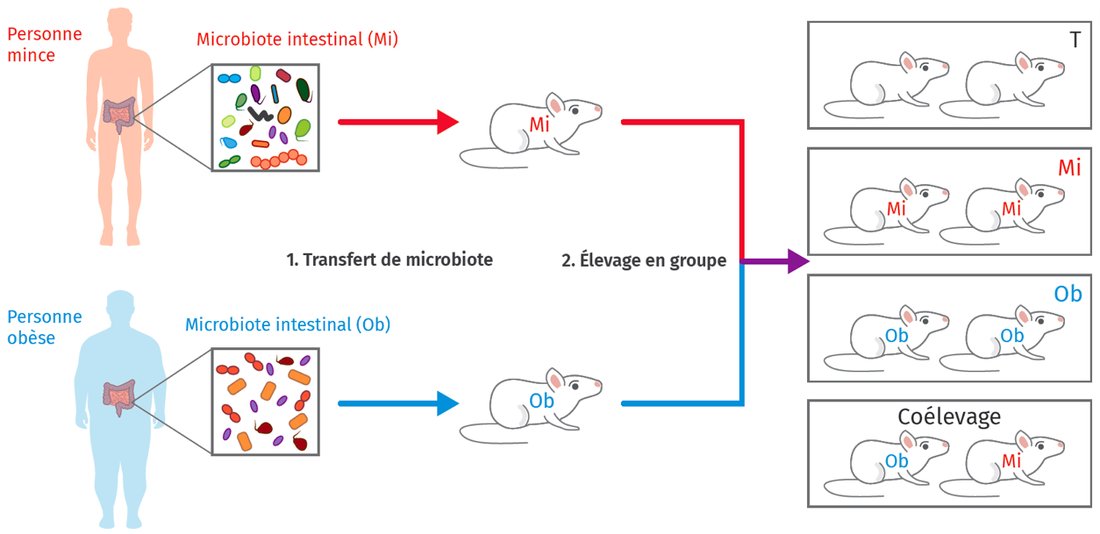 Personne
mince
Microbiote intestinal (Mi)
Mi
1. Transfert de microbiote
2. Élevage en groupe
Personne
obèse
Microbiote intestinal (Ob)
Ob
T
Mi
Mi
Mi
Ob
Ob
Ob
Coélevage
Ob
Mi